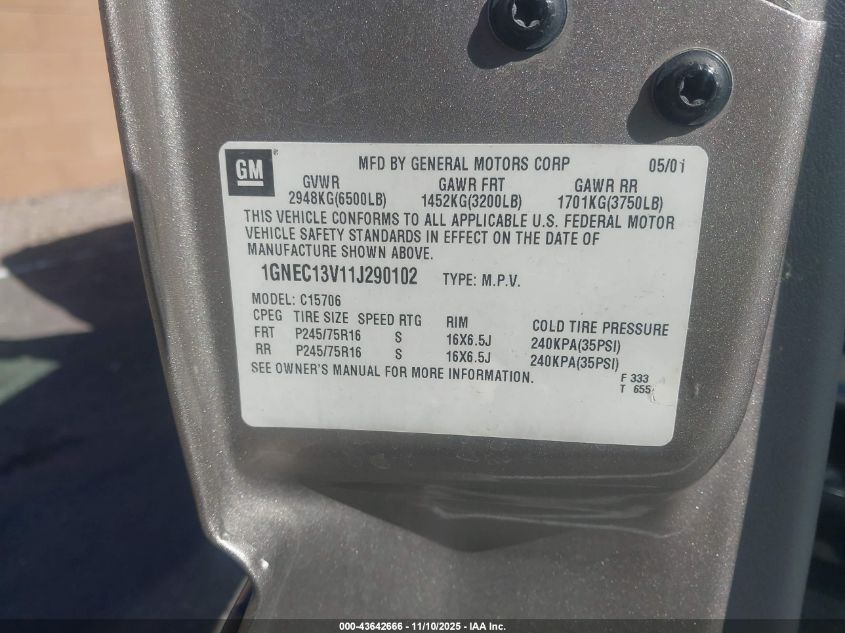 GM
MFD BY GENERAL MOTORS CORP 05/01
GVWR GAWR FRT GAWR RR
2948KG(6500LB) 1452KG(3200LB) 1701KG(3750LB)
THIS VEHICLE CONFORMS TO ALL APPLICABLE U.S. FEDERAL MOTOR
VEHICLE SAFETY STANDARDS IN EFFECT ON THE DATE OF
MANUFACTURE SHOWN ABOVE.
1GNEC13V11J290102 TYPE: M.P.V.
MODEL: C15706
CPEG TIRE SIZE SPEED RTG RIM COLD TIRE PRESSURE
FRT P245/75R16 S 16X6.5J 240KPA(35PSI)
RR P245/75R16 S 16X6.5J 240KPA(35PSI)
SEE OWNER'S MANUAL FOR MORE INFORMATION.
F 333
T 655
000-43642666 - 11/10/2025 - IAA Inc.